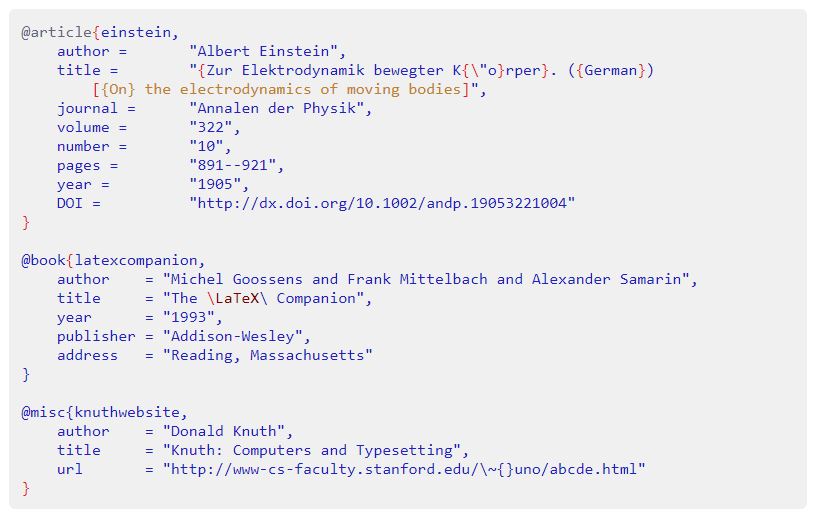 @article{einstein,
    author =       "Albert Einstein",
    title =        "{Zur Elektrodynamik bewegter K{\"o}rper}. ({German})
        [{On} the electrodynamics of moving bodies]",
    journal =      "Annalen der Physik",
    volume =       "322",
    number =       "10",
    pages =        "891--921",
    year =         "1905",
    DOI =          "http://dx.doi.org/10.1002/andp.19053221004"
}

@book{latexcompanion,
    author    = "Michel Goossens and Frank Mittelbach and Alexander Samarin",
    title     = "The \LaTeX\ Companion",
    year      = "1993",
    publisher = "Addison-Wesley",
    address   = "Reading, Massachusetts"
}

@misc{knuthwebsite,
    author    = "Donald Knuth",
    title     = "Knuth: Computers and Typesetting",
    url       = "http://www-cs-faculty.stanford.edu/\~{}uno/abcde.html"
}